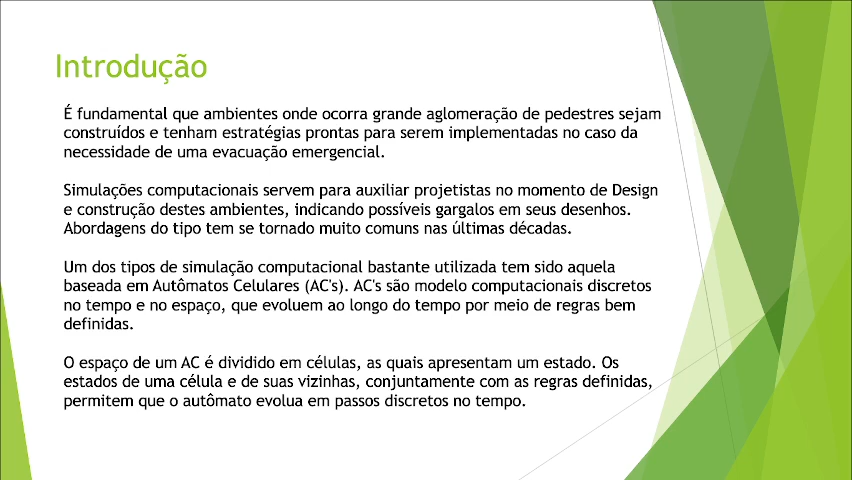 Introdução
É fundamental que ambientes onde ocorra grande aglomeração de pedestres sejam
construídos e tenham estratégias prontas para serem implementadas no caso da
necessidade de uma evacuação emergencial.
Simulações computacionais servem para auxiliar projetistas no momento de Design
e construção destes ambientes, indicando possíveis gargalos em seus desenhos.
Abordagens do tipo tem se tornado muito comuns nas últimas décadas.
Um dos tipos de simulação computacional bastante utilizada tem sido aquela
baseada em Autômatos Celulares (AC's). AC's são modelo computacionais discretos
no tempo e no espaço, que evoluem ao longo do tempo por meio de regras bem
definidas.
O espaço de um AC é dividido em células, as quais apresentam um estado. Os
estados de uma célula e de suas vizinhas, conjuntamente com as regras definidas,
permitem que o autômato evolua em passos discretos no tempo.